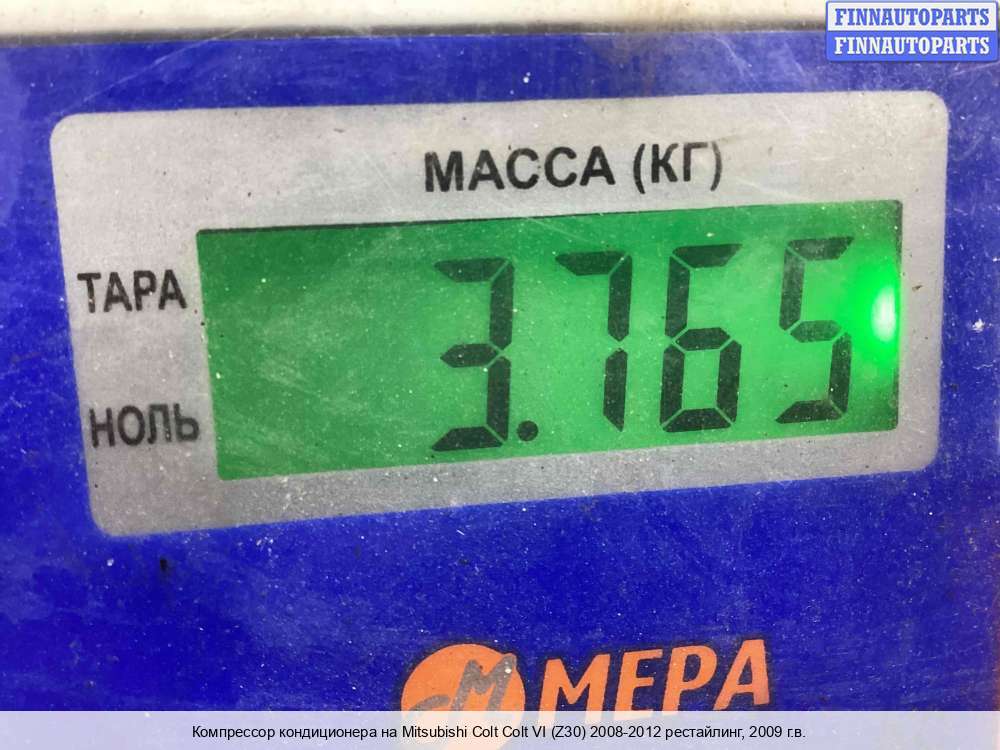 FINNAUTOPARTS
FINNAUTOPARTS
МАССА (КГ)
ТАРА
3.765
НОЛЬ
М МЕРА
Компрессор кондиционера на Mitsubishi Colt Colt VI (Z30) 2008-2012 рестайлинг, 2009 г.в.